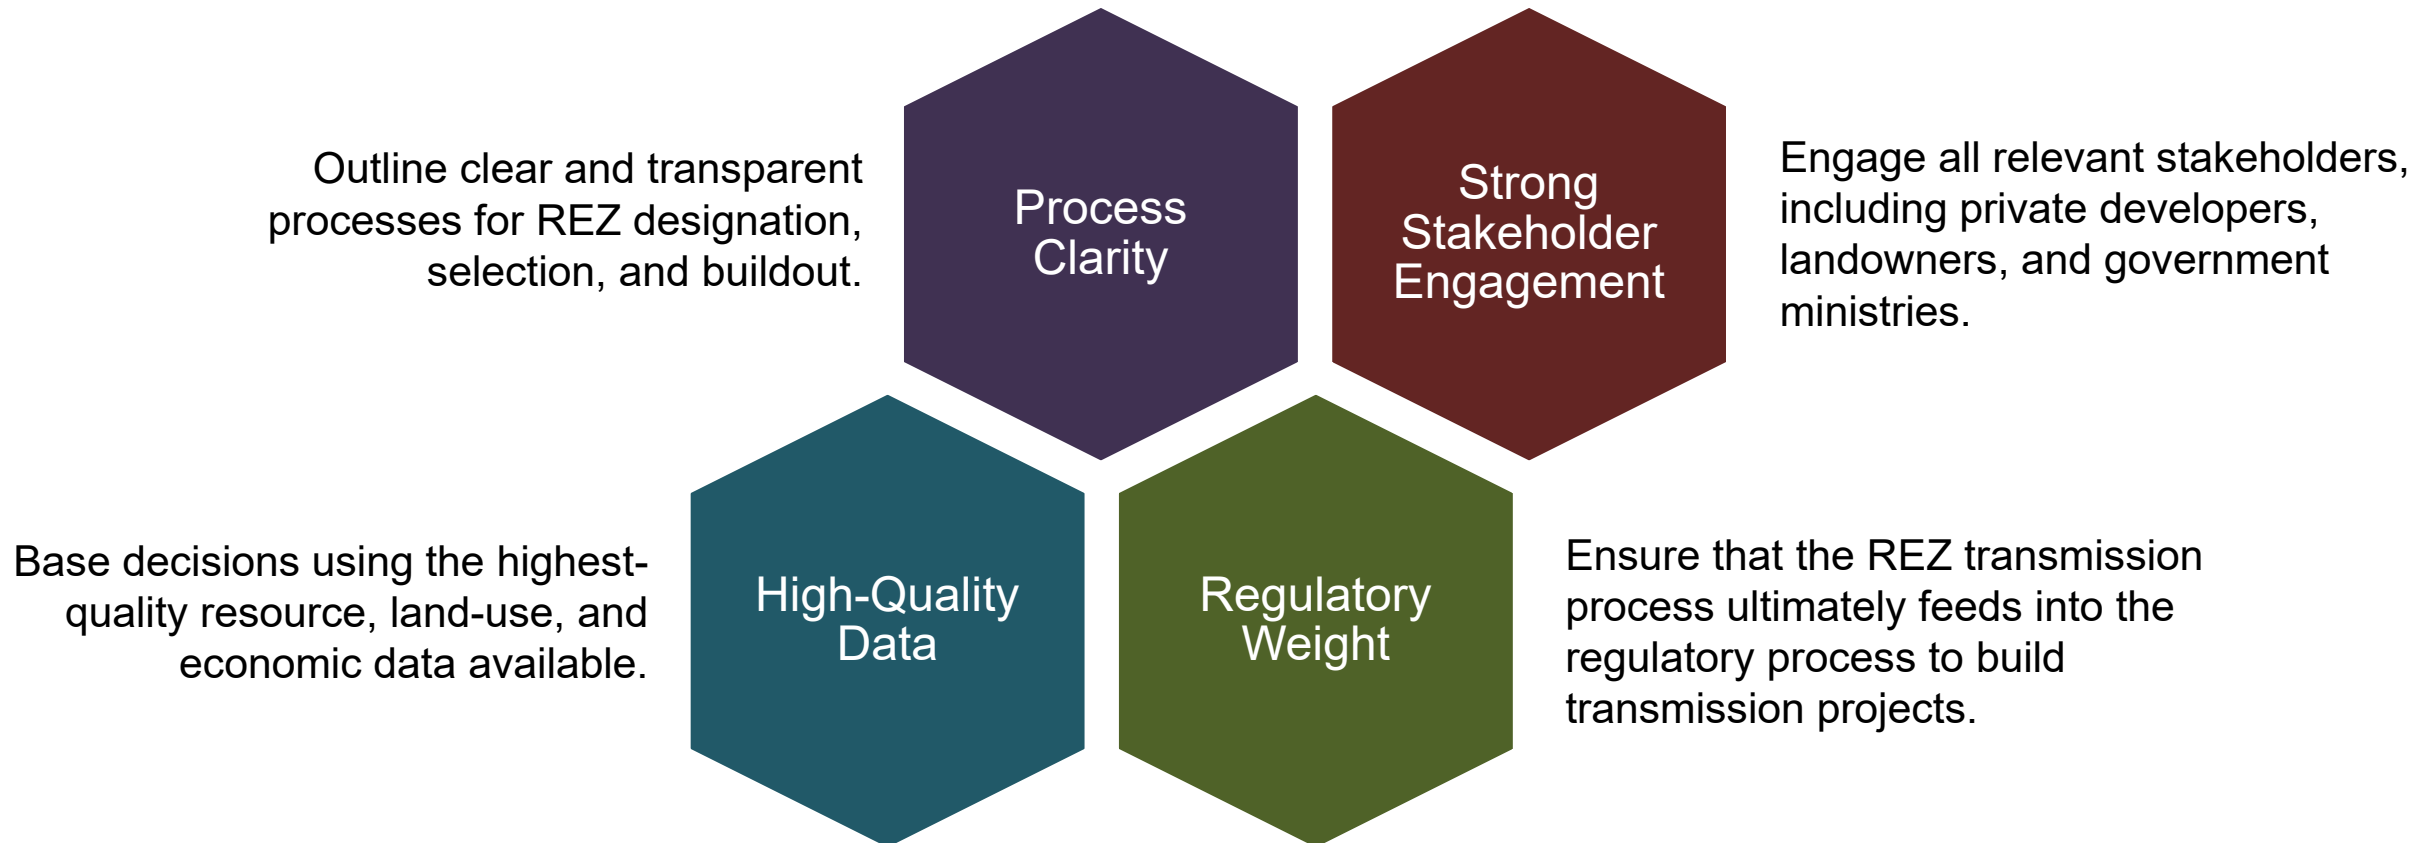 Outline clear and transparent
processes for REZ designation,
selection, and buildout.
Process
Clarity
Strong
Stakeholder
Engagement
Engage all relevant stakeholders,
including private developers,
landowners, and government
ministries.
Base decisions using the highest-
quality resource, land-use, and
economic data available.
High-Quality
Data
Regulatory
Weight
Ensure that the REZ transmission
process ultimately feeds into the
regulatory process to build
transmission projects.